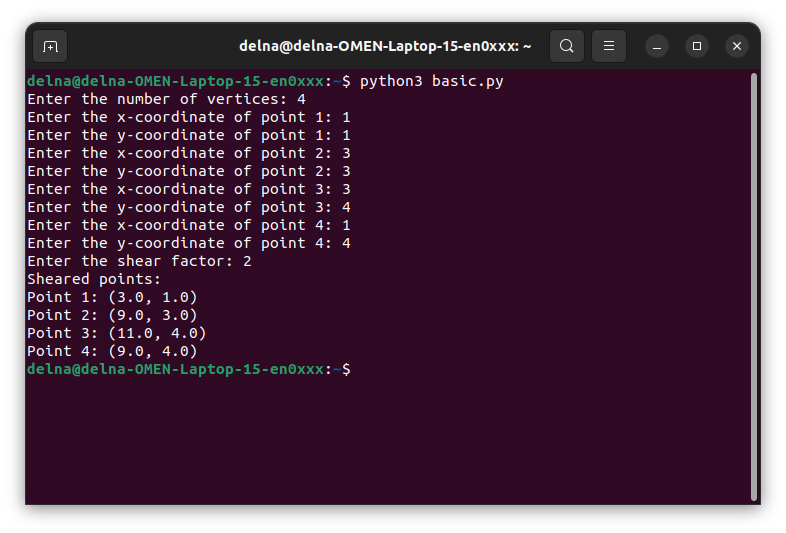 delna@delna-OMEN-Laptop-15-en0xxx: ~
delna@delna-OMEN-Laptop-15-en0xxx:~$ python3 basic.py
Enter the number of vertices: 4
Enter the x-coordinate of point 1: 1
Enter the y-coordinate of point 1: 1
Enter the x-coordinate of point 2: 3
Enter the y-coordinate of point 2: 3
Enter the x-coordinate of point 3: 3
Enter the y-coordinate of point 3: 4
Enter the x-coordinate of point 4: 1
Enter the y-coordinate of point 4: 4
Enter the shear factor: 2
Sheared points:
Point 1: (3.0, 1.0)
Point 2: (9.0, 3.0)
Point 3: (11.0, 4.0)
Point 4: (9.0, 4.0)
delna@delna-OMEN-Laptop-15-en0xxx:~$